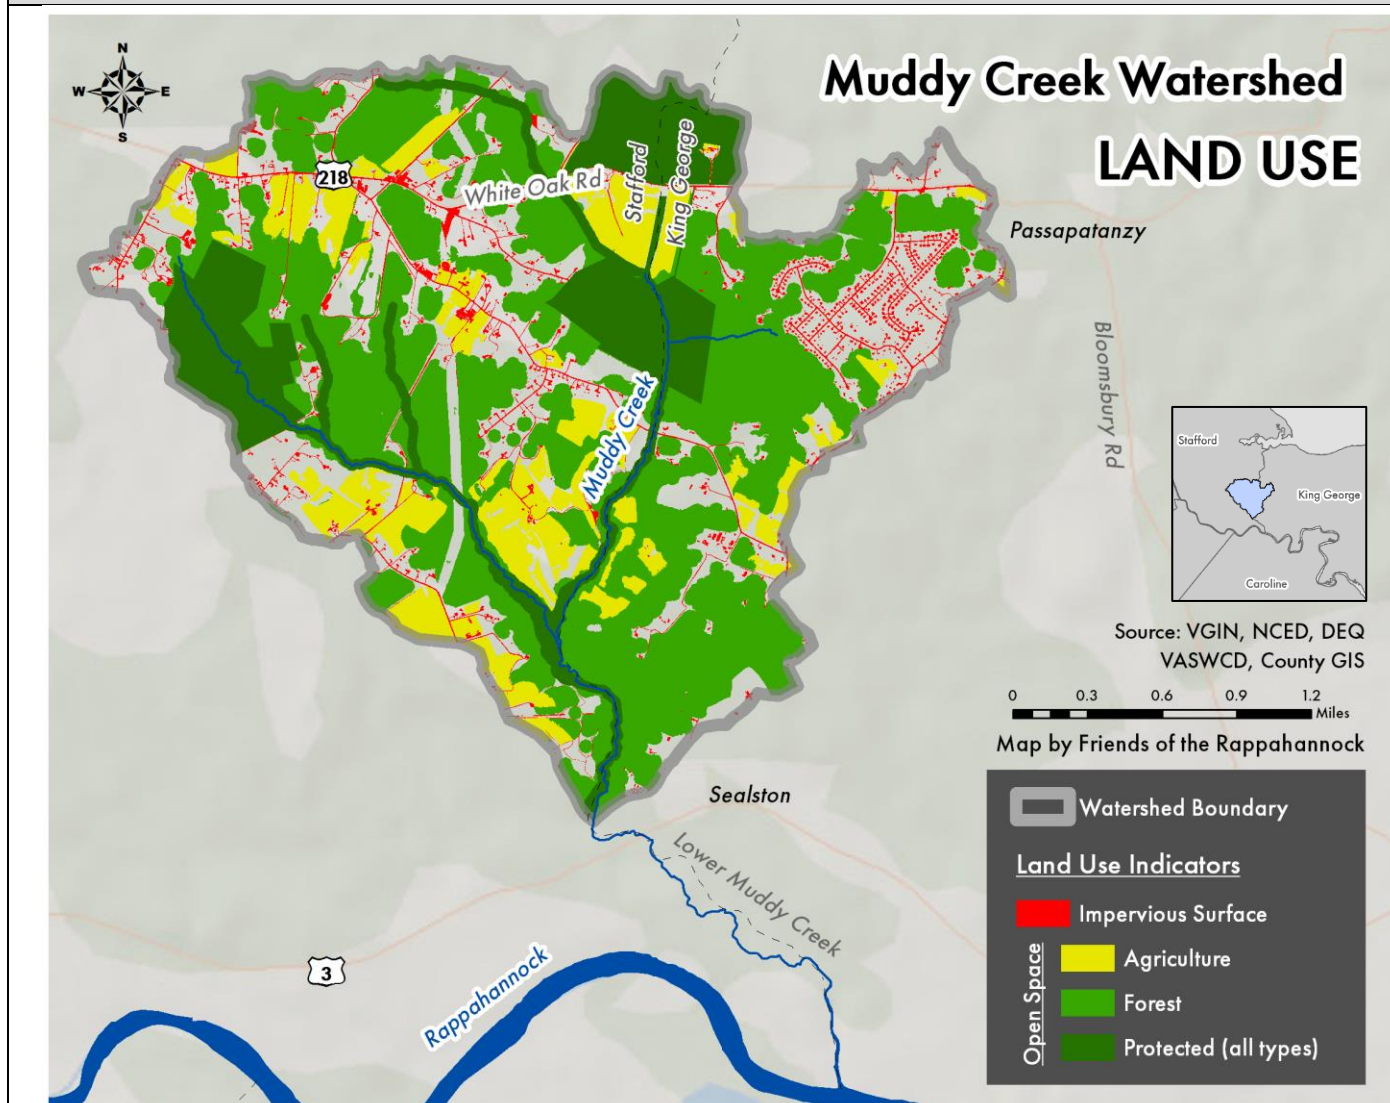 Muddy Creek Watershed
LAND USE
N
W
E
S
218
White Oak Rd
Stafford
King George
Passapatanzy
Bloomsbury Rd
Muddy Creek
Stafford
King George
Caroline
Source: VGIN, NCED, DEQ
VASWCD, County GIS
0 0.3 0.6 0.9 1.2
Miles
Map by Friends of the Rappahannock
Sealston
Lower Muddy Creek
3
Rappahannock
Watershed Boundary
Land Use Indicators
Impervious Surface
Open Space
Agriculture
Forest
Protected (all types)